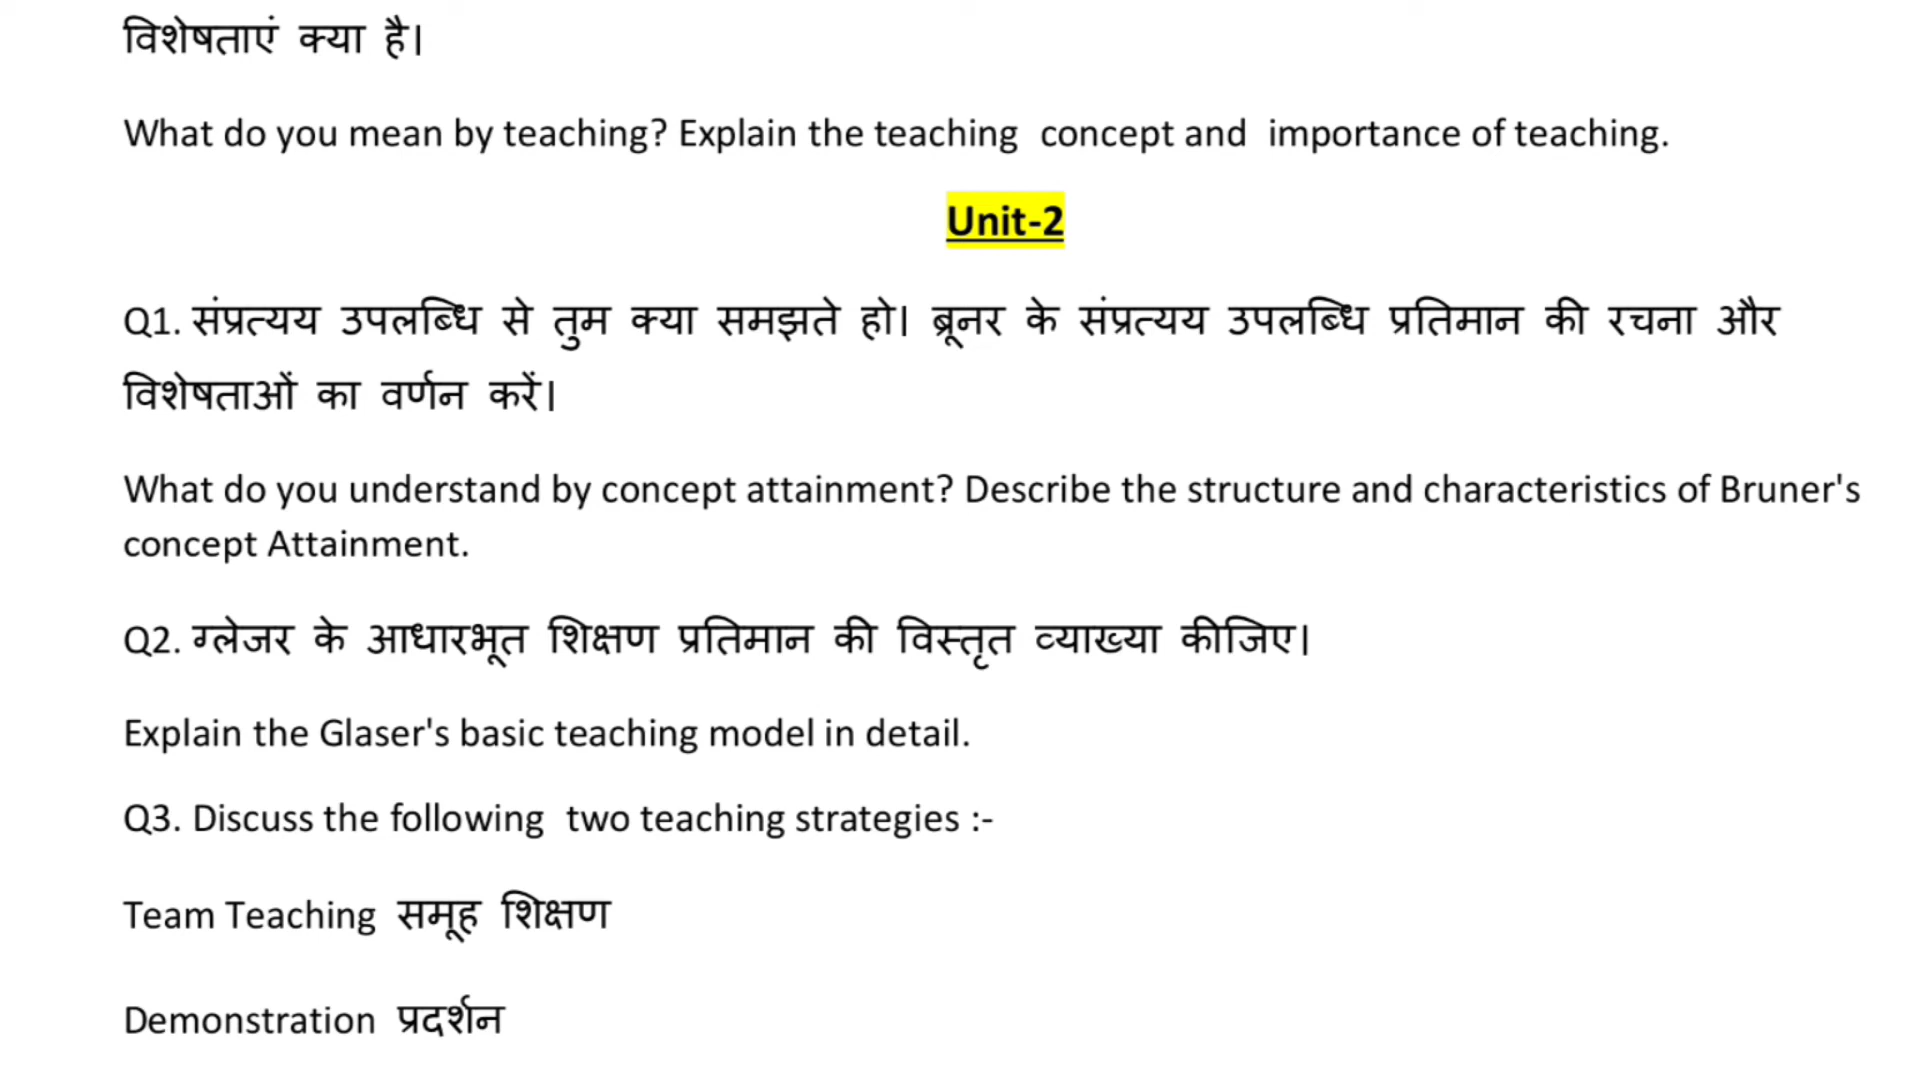 विशेषताएं क्या है।
What do you mean by teaching? Explain the teaching concept and importance of teaching.
Unit-2
Q1. संप्रत्यय उपलब्धि से तुम क्या समझते हो। ब्रूनर के संप्रत्यय उपलब्धि प्रतिमान की रचना और
विशेषताओं का वर्णन करें।
What do you understand by concept attainment? Describe the structure and characteristics of Bruner's
concept Attainment.
Q2. ग्लेजर के आधारभूत शिक्षण प्रतिमान की विस्तृत व्याख्या कीजिए।
Explain the Glaser's basic teaching model in detail.
Q3. Discuss the following two teaching strategies :-
Team Teaching समूह शिक्षण
Demonstration प्रदर्शन